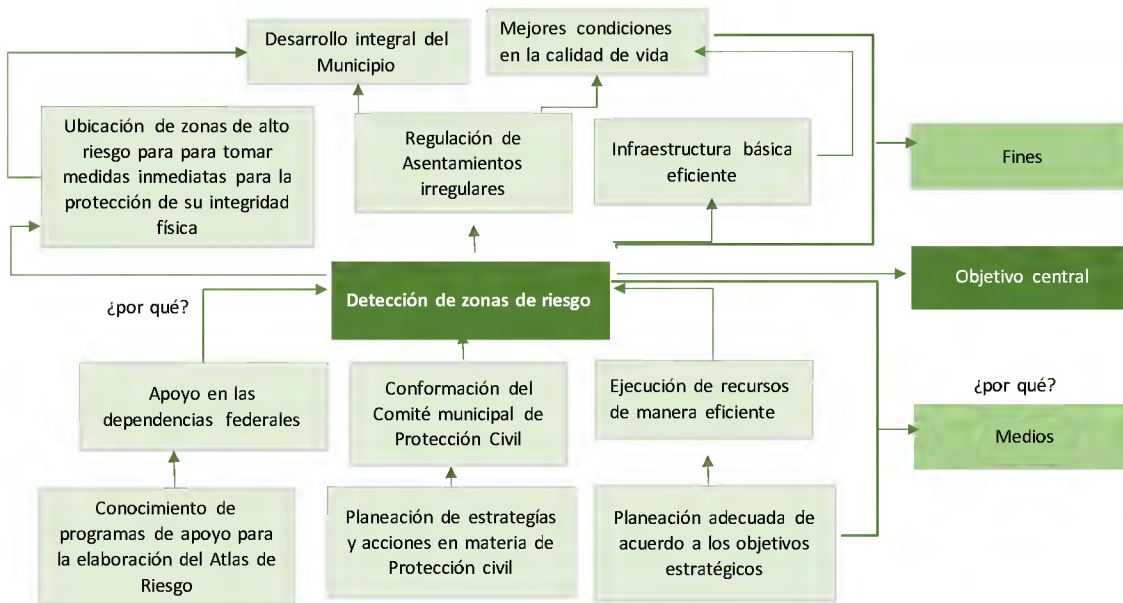 Desarrollo integral del
Municipio
Mejores condiciones
en la calidad de vida
Ubicación de zonas de alto
riesgo para para tomar
medidas inmediatas para la
protección de su integridad
física
Regulación de
Asentamientos
irregulares
Infraestructura básica
eficiente
Fines
Detección de zonas de riesgo
Objetivo central
¿por qué?
Apoyo en las
dependencias federales
Conformación del
Comité municipal de
Protección Civil
Ejecución de recursos
de manera eficiente
¿por qué?
Medios
Conocimiento de
programas de apoyo para
la elaboración del Atlas de
Riesgo
Planeación de estrategías
y acciones en materia de
Protección civil
Planeación adecuada de
acuerdo a los objetivos
estratégicos